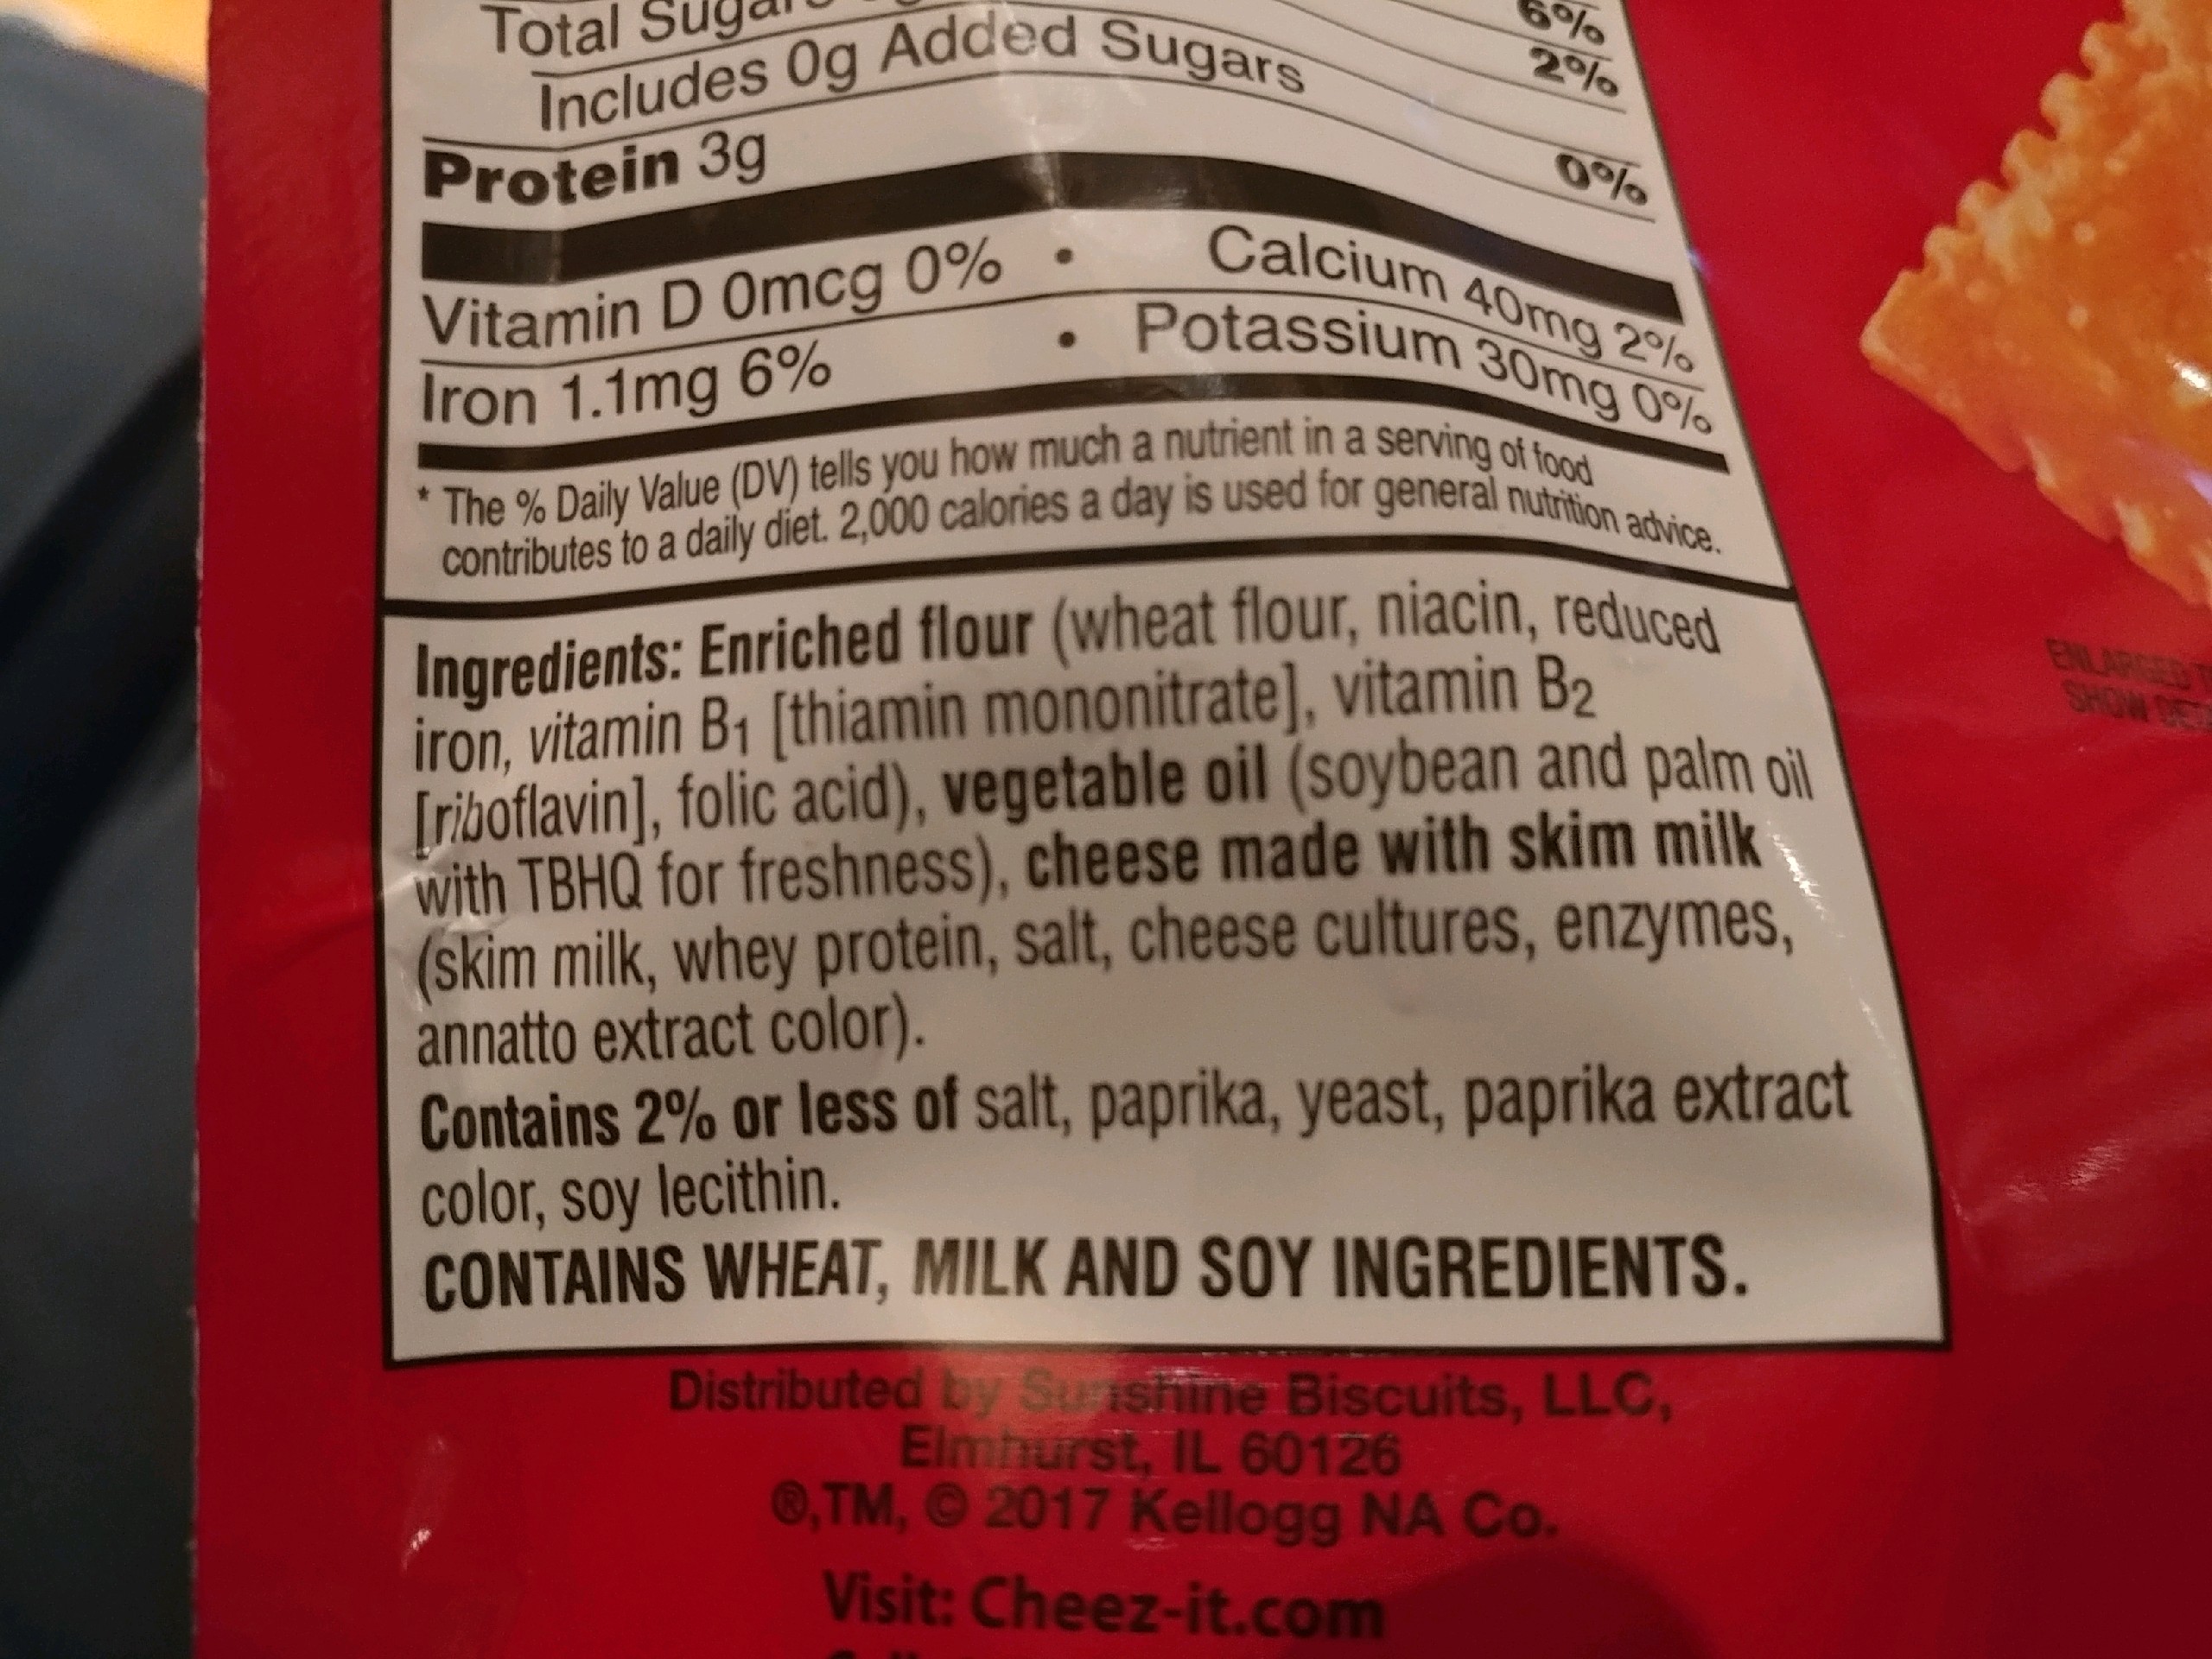 Total Sugars
6%
2%
Includes 0g Added Sugars
0%
Protein 3g
Vitamin D 0mcg 0% • Calcium 40mg 2%
Iron 1.1mg 6% • Potassium 30mg 0%
* The % Daily Value (DV) tells you how much a nutrient in a serving of food
contributes to a daily diet. 2,000 calories a day is used for general nutrition advice.
Ingredients: Enriched flour (wheat flour, niacin, reduced
iron, vitamin B1 [thiamin mononitrate], vitamin B2
[riboflavin], folic acid), vegetable oil (soybean and palm oil
with TBHQ for freshness), cheese made with skim milk
(skim milk, whey protein, salt, cheese cultures, enzymes,
annatto extract color).
Contains 2% or less of salt, paprika, yeast, paprika extract
color, soy lecithin.
CONTAINS WHEAT, MILK AND SOY INGREDIENTS.
Distributed by Sunshine Biscuits, LLC,
Elmhurst, IL 60126
®,TM, © 2017 Kellogg NA Co.
Visit: Cheez-it.com
ENLARGED
SHOW